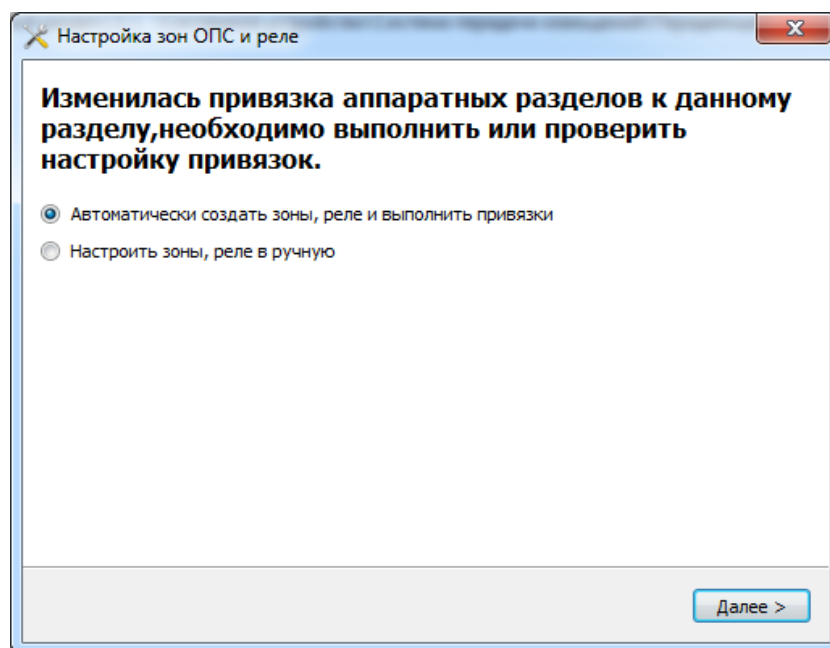 Настройка зон ОПС и реле
Изменилась привязка аппаратных разделов к данному
разделу,необходимо выполнить или проверить
настройку привязок.
Автоматически создать зоны, реле и выполнить привязки
Настроить зоны, реле в ручную
Далее >